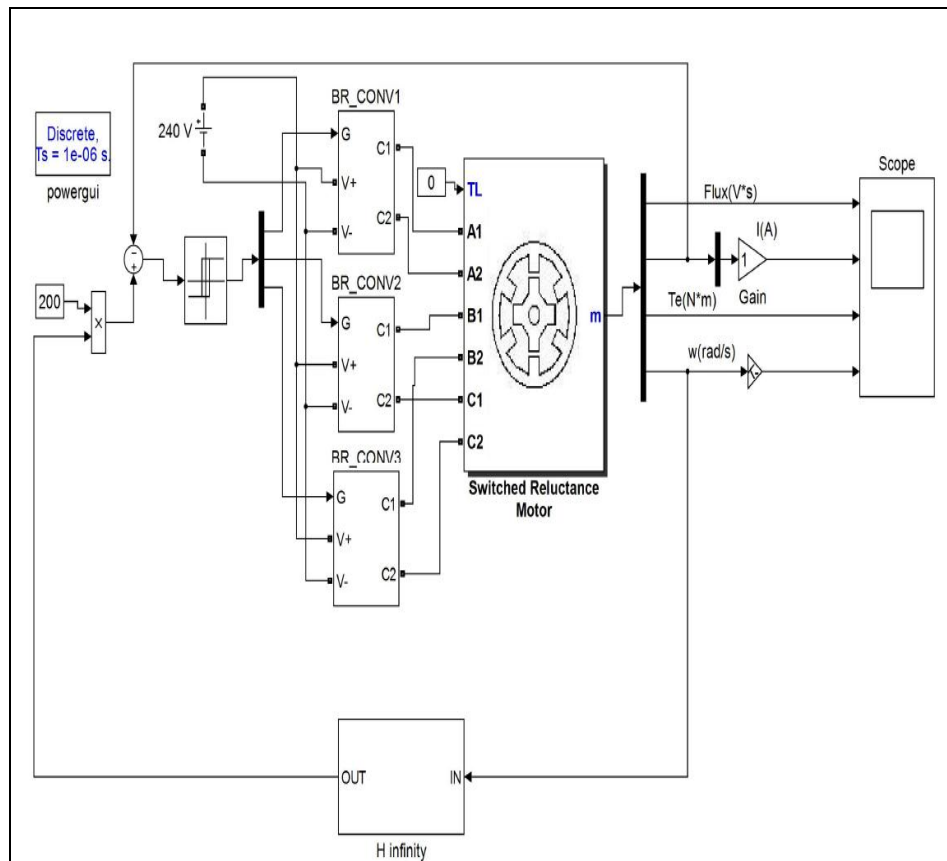 Discrete,
Ts = 1e-06 s.
powergui
240 V
+
BR_CONV1
G
V+
V-
C1
C2
0
TL
A1
A2
B1
B2
C1
C2
m
Switched Reluctance
Motor
Flux(V*s)
I(A)
1
Gain
Te(N*m)
w(rad/s)
Scope
−
+
200
×
BR_CONV2
G
V+
V-
C1
C2
BR_CONV3
G
V+
V-
C1
C2
OUT
IN
H infinity